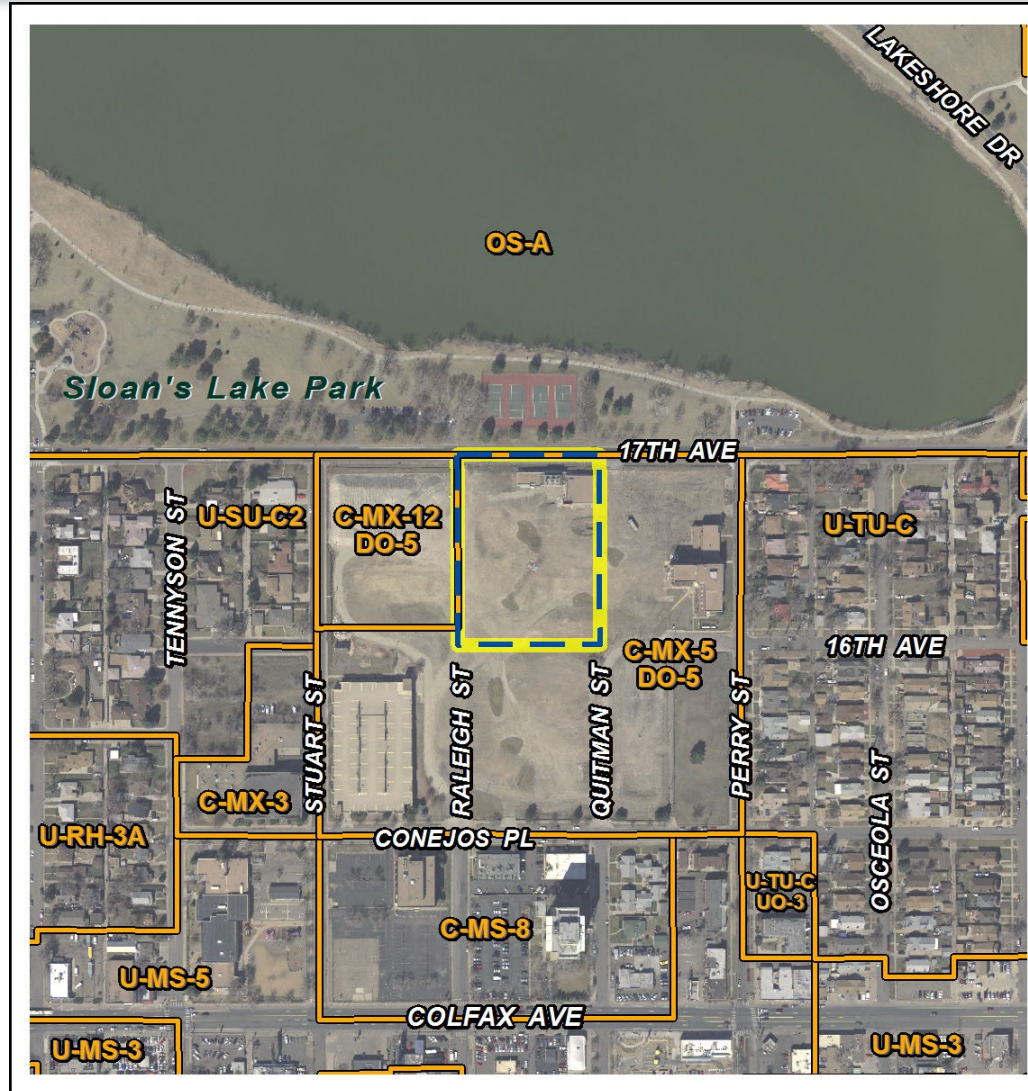 LAKESHORE DR
OS-A
Sloan's Lake Park
17TH AVE
TENNYSON ST
U-SU-C2
C-MX-12
DO-5
U-TU-C
16TH AVE
C-MX-5
DO-5
STUART ST
RALEIGH ST
QUITMAN ST
PERRY ST
OSCEOLA ST
C-MX-3
U-RH-3A
CONEJOS PL
U-TU-C
UO-3
C-MS-8
U-MS-5
COLFAX AVE
U-MS-3
U-MS-3